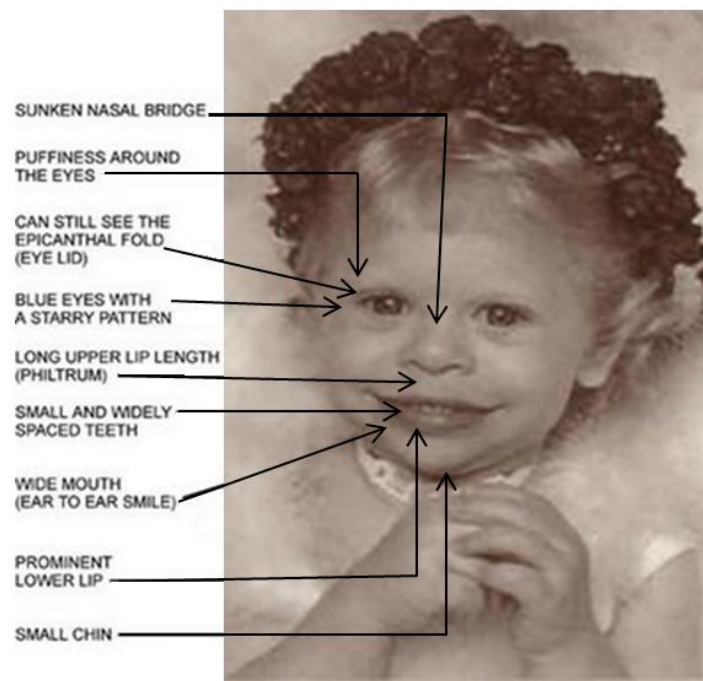 SUNKEN NASAL BRIDGE
PUFFINESS AROUND
THE EYES
CAN STILL SEE THE
EPICANTHAL FOLD
(EYE LID)
BLUE EYES WITH
A STARRY PATTERN
LONG UPPER LIP LENGTH
(PHILTRUM)
SMALL AND WIDELY
SPACED TEETH
WIDE MOUTH
(EAR TO EAR SMILE)
PROMINENT
LOWER LIP
SMALL CHIN